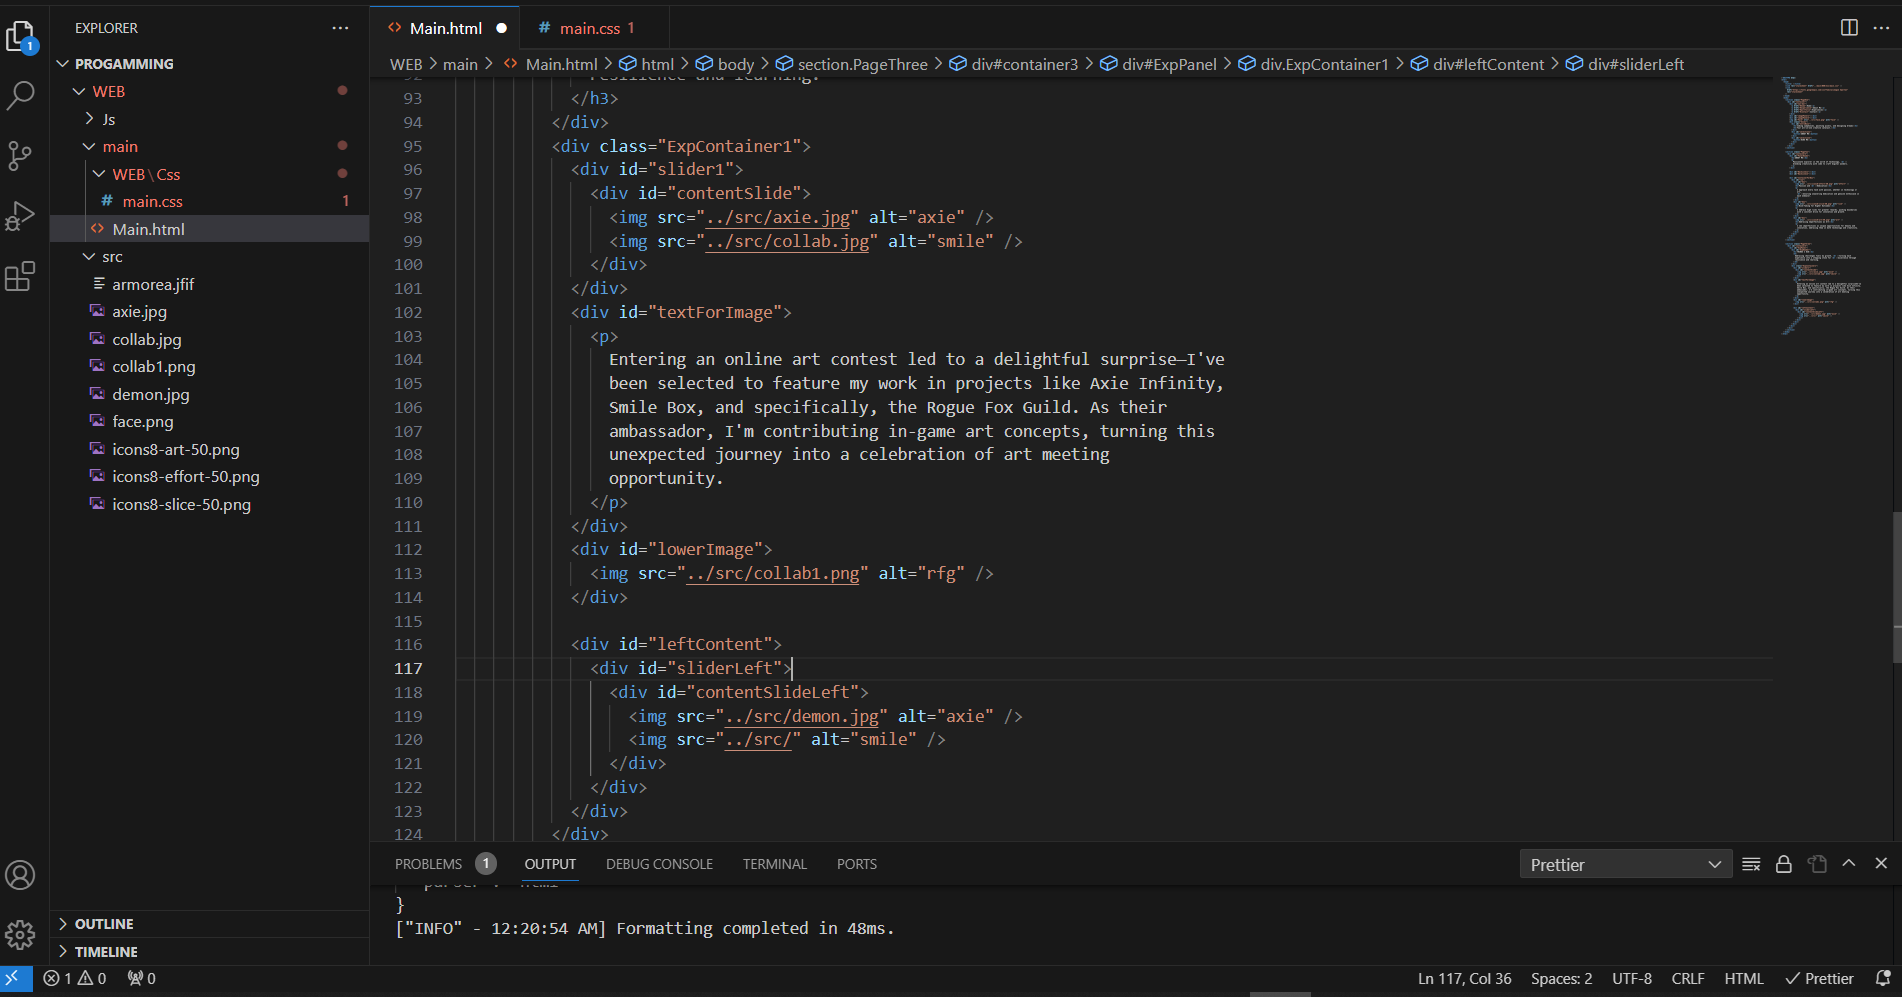 EXPLORER
PROGAMMING
WEB
Js
main
WEB\Css
# main.css 1
<> Main.html
src
armorea.jfif
axie.jpg
collab.jpg
collab1.png
demon.jpg
face.png
icons8-art-50.png
icons8-effort-50.png
icons8-slice-50.png
OUTLINE
TIMELINE
1
<> Main.html
# main.css 1
WEB > main > <> Main.html > html > body > section.PageThree > div#container3 > div#ExpPanel > div.ExpContainer1 > div#leftContent > div#sliderLeft
92 resilience and learning.
93 </h3>
94 </div>
95 <div class="ExpContainer1">
96 <div id="slider1">
97 <div id="contentSlide">
98 <img src="../src/axie.jpg" alt="axie" />
99 <img src="../src/collab.jpg" alt="smile" />
100 </div>
101 </div>
102 <div id="textForImage">
103 <p>
104 Entering an online art contest led to a delightful surprise—I've
105 been selected to feature my work in projects like Axie Infinity,
106 Smile Box, and specifically, the Rogue Fox Guild. As their
107 ambassador, I'm contributing in-game art concepts, turning this
108 unexpected journey into a celebration of art meeting
109 opportunity.
110 </p>
111 </div>
112 <div id="lowerImage">
113 <img src="../src/collab1.png" alt="rfg" />
114 </div>
115
116 <div id="leftContent">
117 <div id="sliderLeft">
118 <div id="contentSlideLeft">
119 <img src="../src/demon.jpg" alt="axie" />
120 <img src="../src/" alt="smile" />
121 </div>
122 </div>
123 </div>
124 </div>
PROBLEMS 1 OUTPUT DEBUG CONSOLE TERMINAL PORTS
Prettier
}
["INFO" - 12:20:54 AM] Formatting completed in 48ms.
1 0 0
Ln 117, Col 36 Spaces: 2 UTF-8 CRLF HTML Prettier